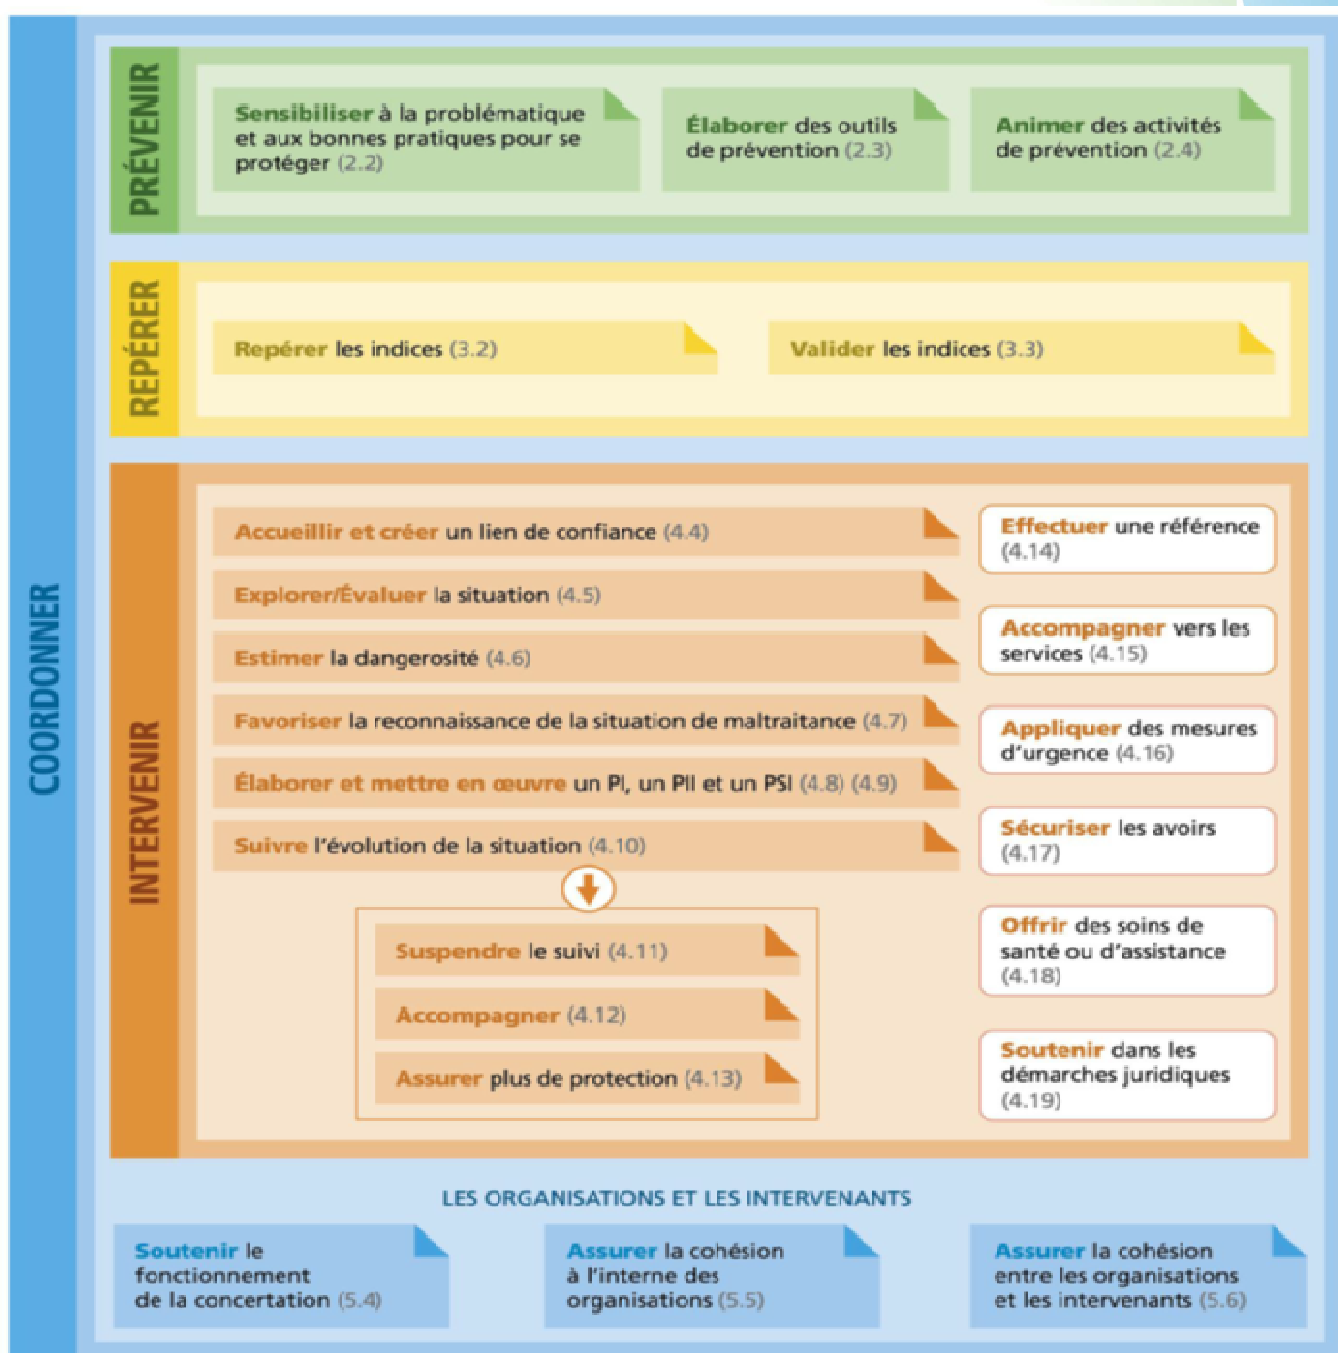 COORDONNER
PRÉVENIR
Sensibiliser à la problématique
et aux bonnes pratiques pour se
protéger (2.2)
Élaborer des outils
de prévention (2.3)
Animer des activités
de prévention (2.4)
REPÉRER
Repérer les indices (3.2)
Valider les indices (3.3)
INTERVENIR
Accueillir et créer un lien de confiance (4.4)
Explorer/Évaluer la situation (4.5)
Estimer la dangerosité (4.6)
Favoriser la reconnaissance de la situation de maltraitance (4.7)
Élaborer et mettre en œuvre un PI, un PII et un PSI (4.8) (4.9)
Suivre l'évolution de la situation (4.10)
Suspendre le suivi (4.11)
Accompagner (4.12)
Assurer plus de protection (4.13)
Effectuer une référence
(4.14)
Accompagner vers les
services (4.15)
Appliquer des mesures
d'urgence (4.16)
Sécuriser les avoirs
(4.17)
Offrir des soins de
santé ou d'assistance
(4.18)
Soutenir dans les
démarches juridiques
(4.19)
LES ORGANISATIONS ET LES INTERVENANTS
Soutenir le
fonctionnement
de la concertation (5.4)
Assurer la cohésion
à l'interne des
organisations (5.5)
Assurer la cohésion
entre les organisations
et les intervenants (5.6)